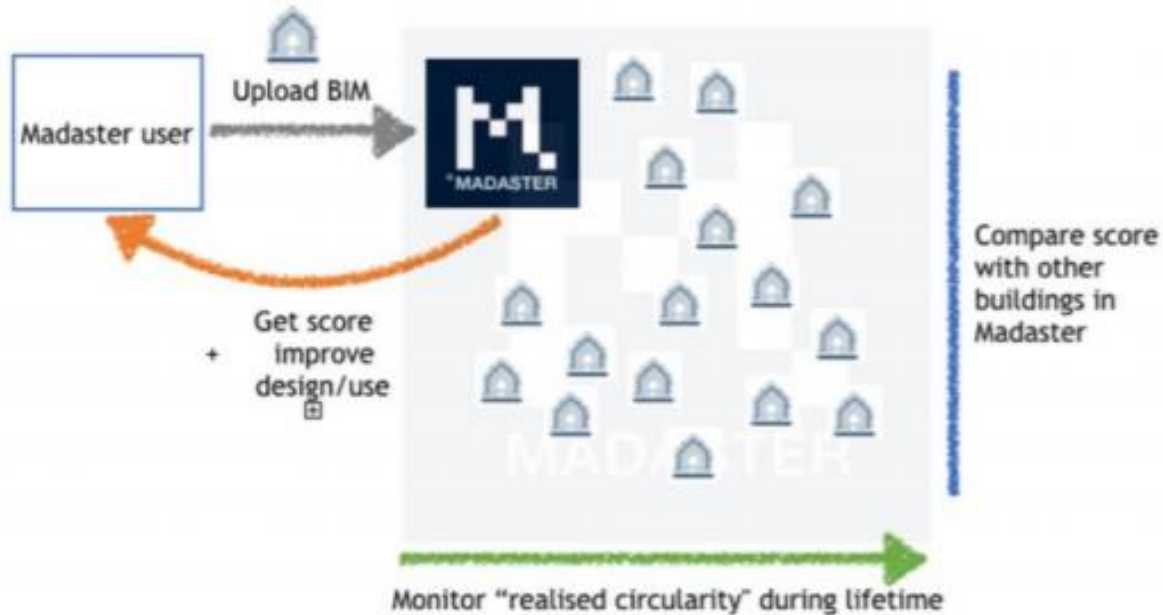 Upload BIM
Madaster user
MADASTER
Get score
+ improve
design/use
Compare score
with other
buildings in
Madaster
MADASTER
Monitor “realised circularity" during lifetime